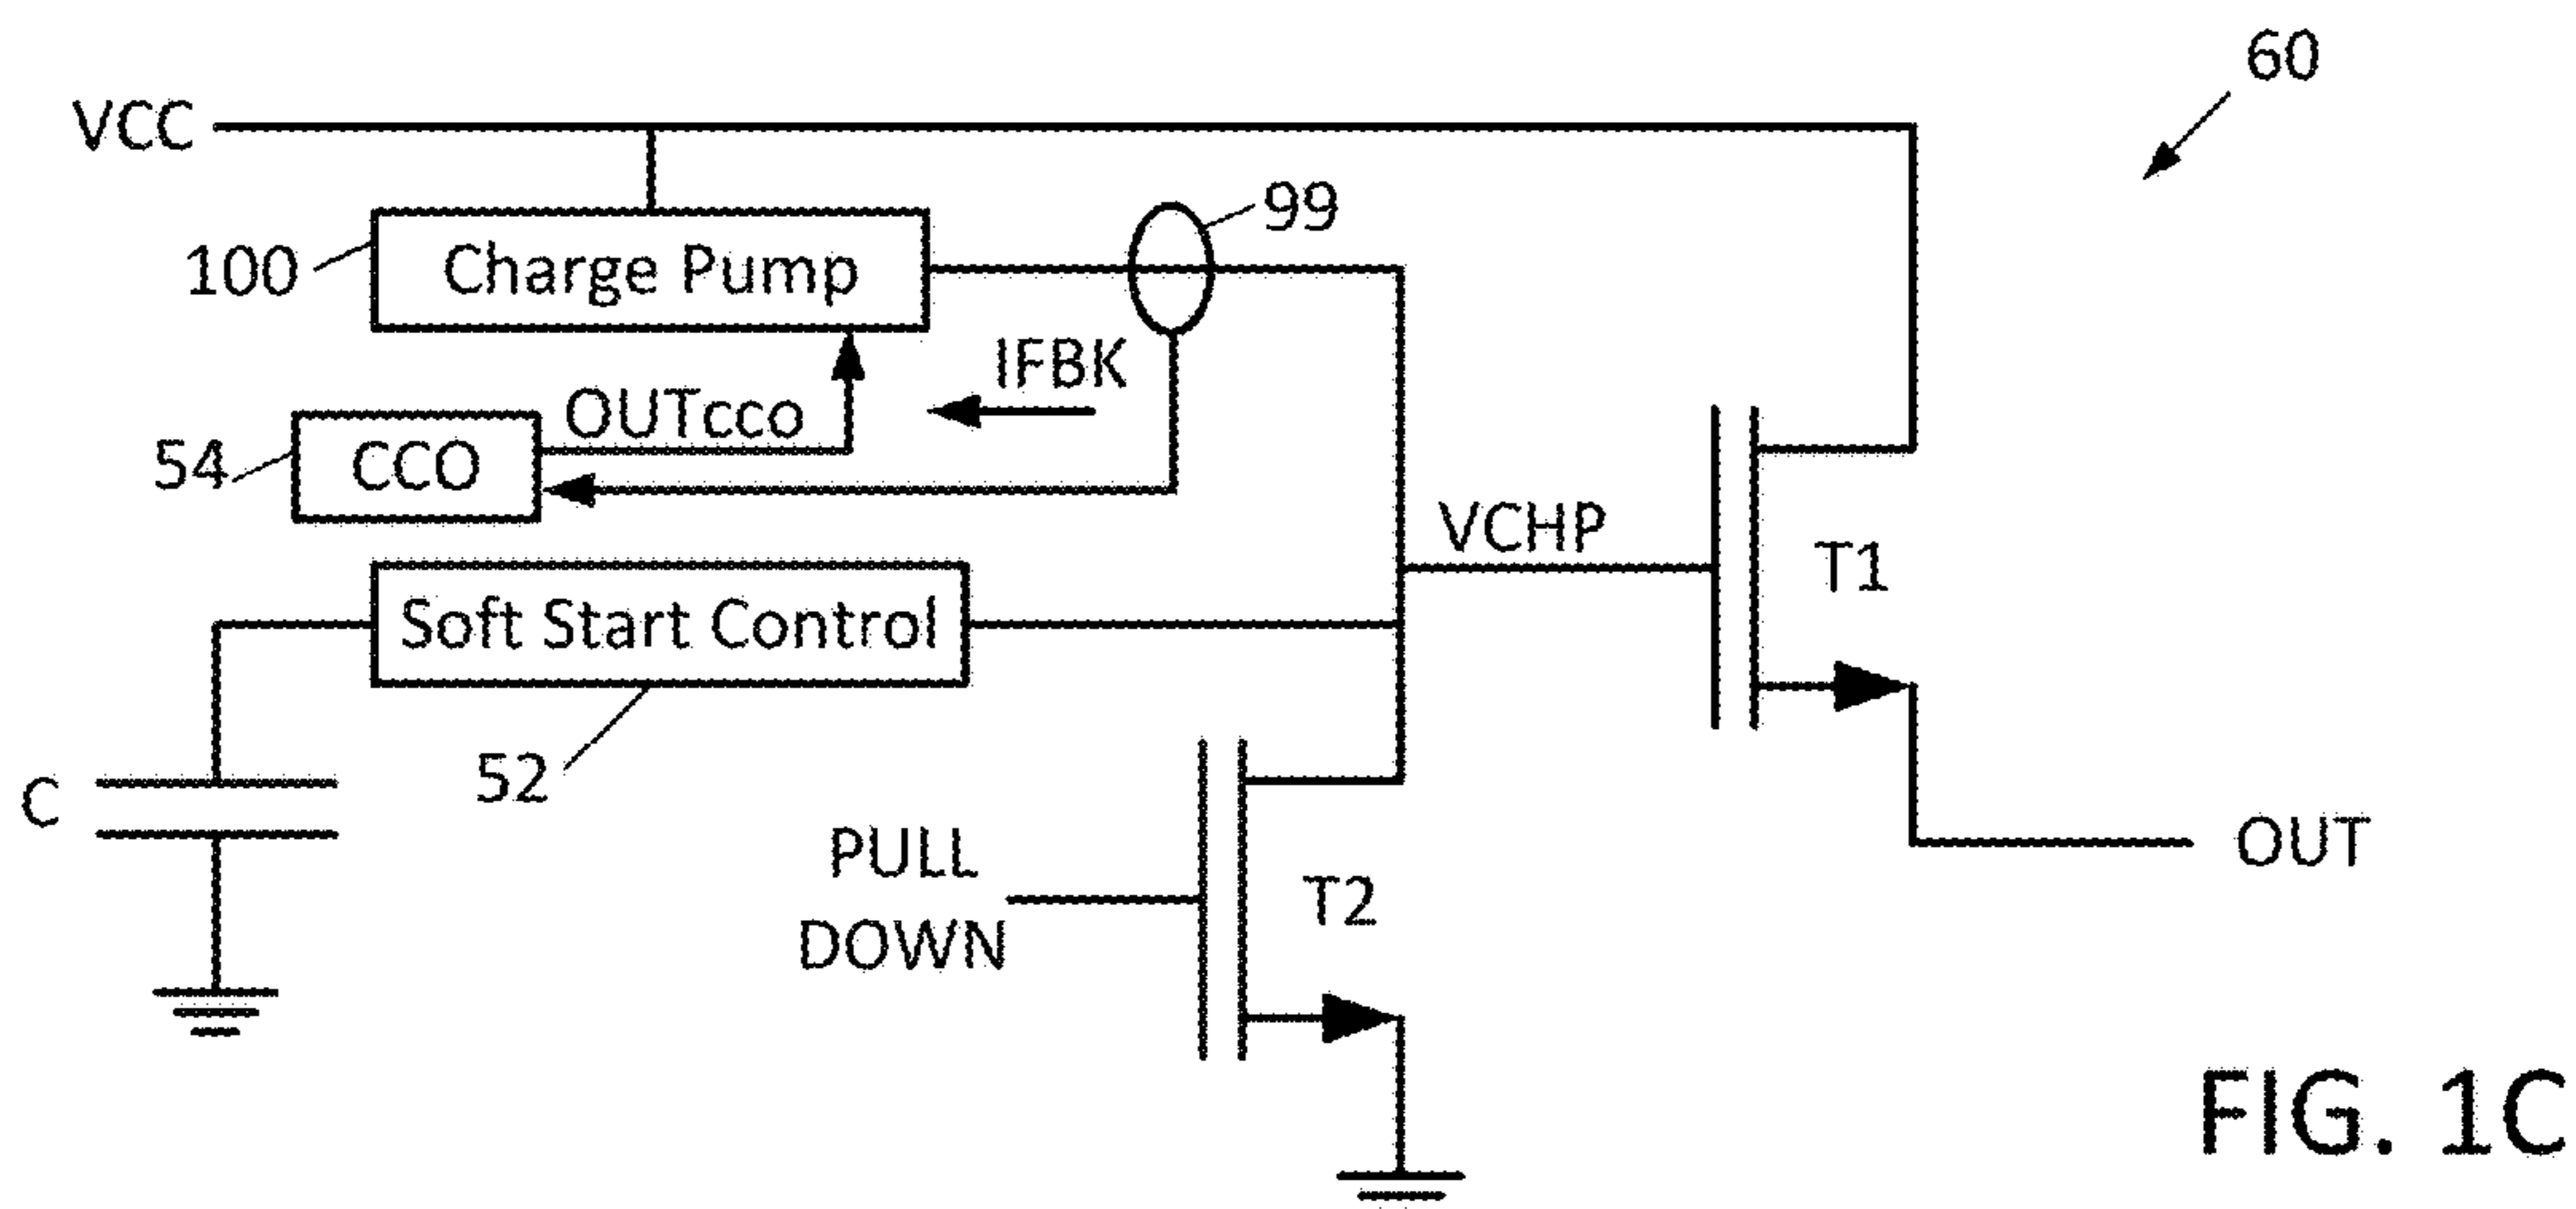 60
VCC
99
100
Charge Pump
IFBK
OUTCCO
54
CCO
VCHP
T1
Soft Start Control
52
C
PULL
DOWN
T2
OUT
FIG. 1C